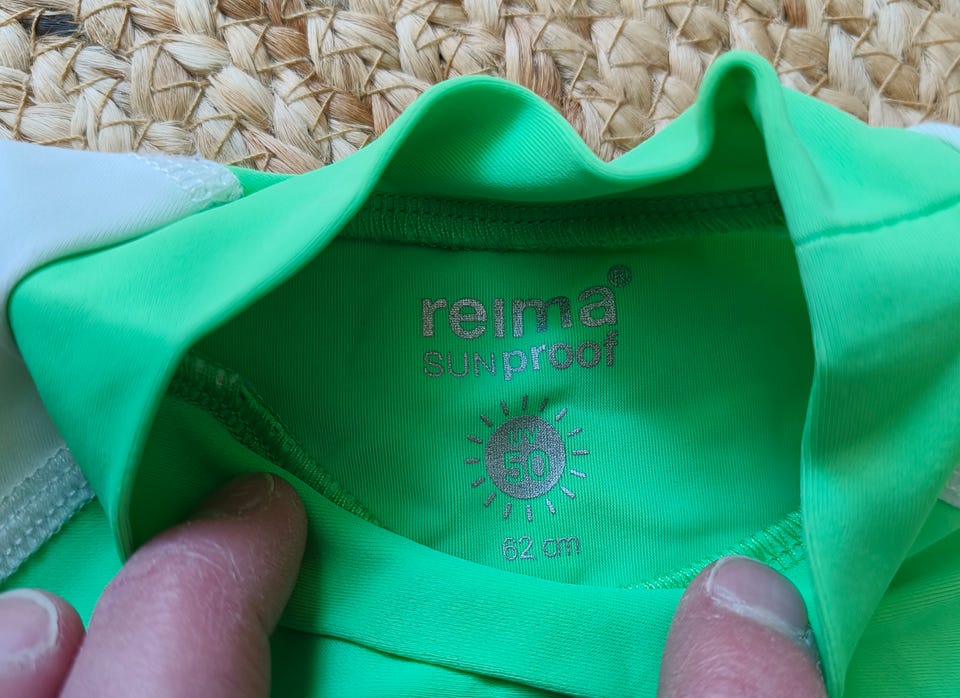 reima®
SUNproof
UV
50
62 cm